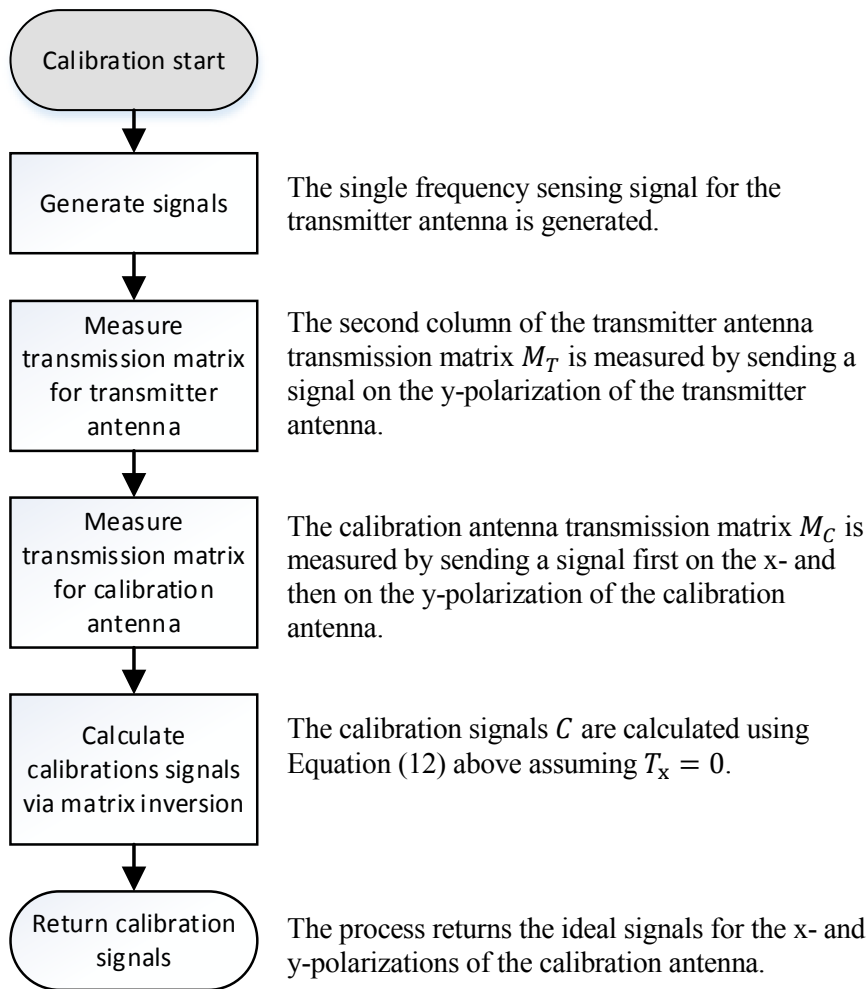 Calibration start
Generate signals
The single frequency sensing signal for the
transmitter antenna is generated.
Measure
transmission matrix
for transmitter
antenna
The second column of the transmitter antenna
transmission matrix M_T is measured by sending a
signal on the y-polarization of the transmitter
antenna.
Measure
transmission matrix
for calibration
antenna
The calibration antenna transmission matrix M_C is
measured by sending a signal first on the x- and
then on the y-polarization of the calibration
antenna.
Calculate
calibrations signals
via matrix inversion
The calibration signals C are calculated using
Equation (12) above assuming T_x = 0.
Return calibration
signals
The process returns the ideal signals for the x- and
y-polarizations of the calibration antenna.